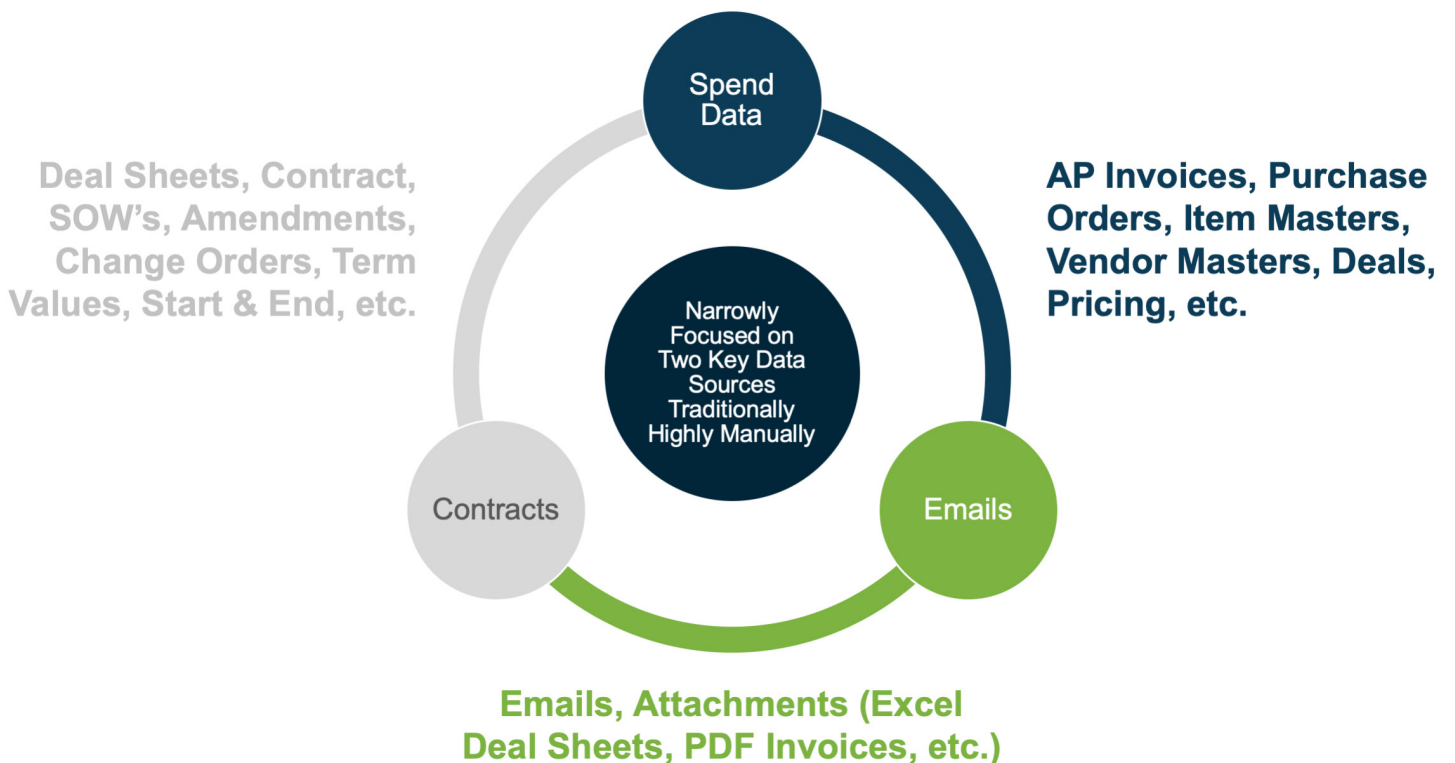 Spend
Data
Deal Sheets, Contract,
SOW’s, Amendments,
Change Orders, Term
Values, Start & End, etc.
AP Invoices, Purchase
Orders, Item Masters,
Vendor Masters, Deals,
Pricing, etc.
Narrowly
Focused on
Two Key Data
Sources
Traditionally
Highly Manually
Contracts
Emails
Emails, Attachments (Excel
Deal Sheets, PDF Invoices, etc.)